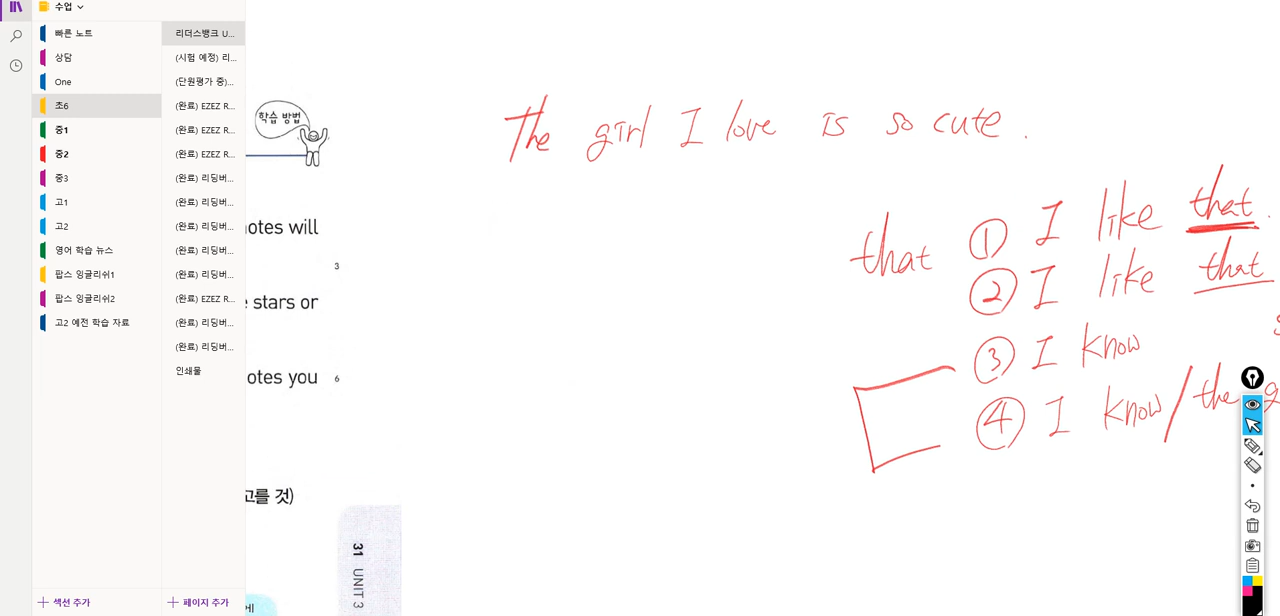 수업
빠른 노트
상담
One
초6
중1
중2
중3
고1
고2
영어 학습 뉴스
팝스 잉글리쉬1
팝스 잉글리쉬2
고2 예전 학습 자료
섹션 추가
리더스뱅크 U...
(시험 예정) 리...
(단원평가 중)...
(완료) EZEZ R...
(완료) EZEZ R...
(완료) EZEZ R...
(완료) 리딩버...
(완료) 리딩버...
(완료) 리딩버...
(완료) 리딩버...
(완료) 리딩버...
(완료) EZEZ R...
(완료) 리딩버...
(완료) 리딩버...
인쇄물
페이지 추가
학습 방법
notes will
3
stars or
otes you
6
고를 것)
31 UNIT 3
The girl I love is so cute.
that ① I like that.
② I like that
③ I know
④ I know / the g